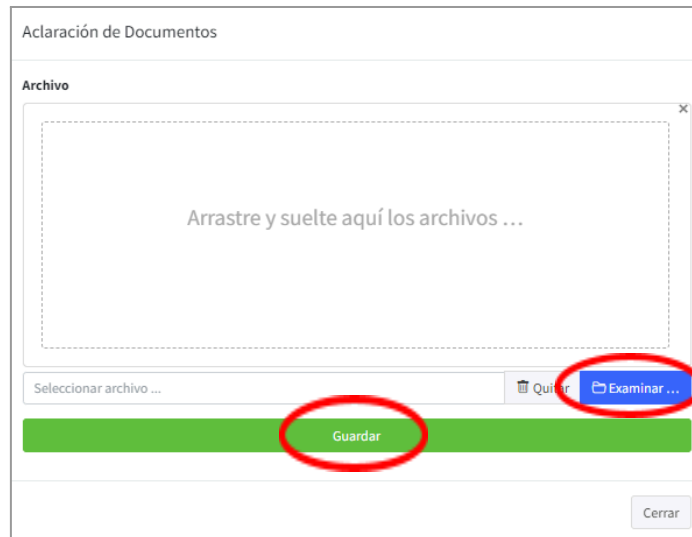 Aclaración de Documentos
Archivo
×
Arrastre y suelte aquí los archivos ...
Seleccionar archivo ...
Quitar
Examinar ...
Guardar
Cerrar